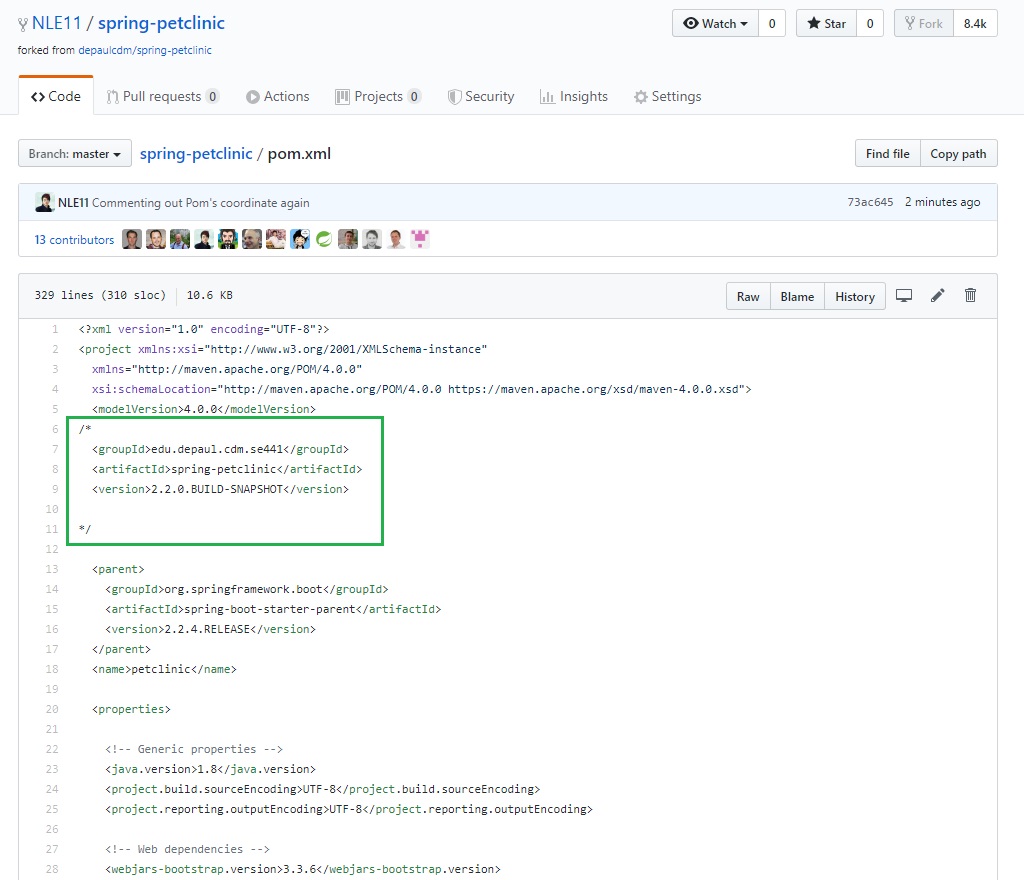 NLE11 / spring-petclinic
forked from depaulcdm/spring-petclinic
Watch 0 Star 0 Fork 8.4k
Code Pull requests 0 Actions Projects 0 Security Insights Settings
Branch: master spring-petclinic / pom.xml Find file Copy path
NLE11 Commenting out Pom's coordinate again 73ac645 2 minutes ago
13 contributors
329 lines (310 sloc) 10.6 KB Raw Blame History
1 <?xml version="1.0" encoding="UTF-8"?>
2 <project xmlns:xsi="http://www.w3.org/2001/XMLSchema-instance"
3 xmlns="http://maven.apache.org/POM/4.0.0"
4 xsi:schemaLocation="http://maven.apache.org/POM/4.0.0 https://maven.apache.org/xsd/maven-4.0.0.xsd">
5 <modelVersion>4.0.0</modelVersion>
6 /*
7 <groupId>edu.depaul.cdm.se441</groupId>
8 <artifactId>spring-petclinic</artifactId>
9 <version>2.2.0.BUILD-SNAPSHOT</version>
10
11 */
12
13 <parent>
14 <groupId>org.springframework.boot</groupId>
15 <artifactId>spring-boot-starter-parent</artifactId>
16 <version>2.2.4.RELEASE</version>
17 </parent>
18 <name>petclinic</name>
19
20 <properties>
21
22 <!-- Generic properties -->
23 <java.version>1.8</java.version>
24 <project.build.sourceEncoding>UTF-8</project.build.sourceEncoding>
25 <project.reporting.outputEncoding>UTF-8</project.reporting.outputEncoding>
26
27 <!-- Web dependencies -->
28 <webjars-bootstrap.version>3.3.6</webjars-bootstrap.version>